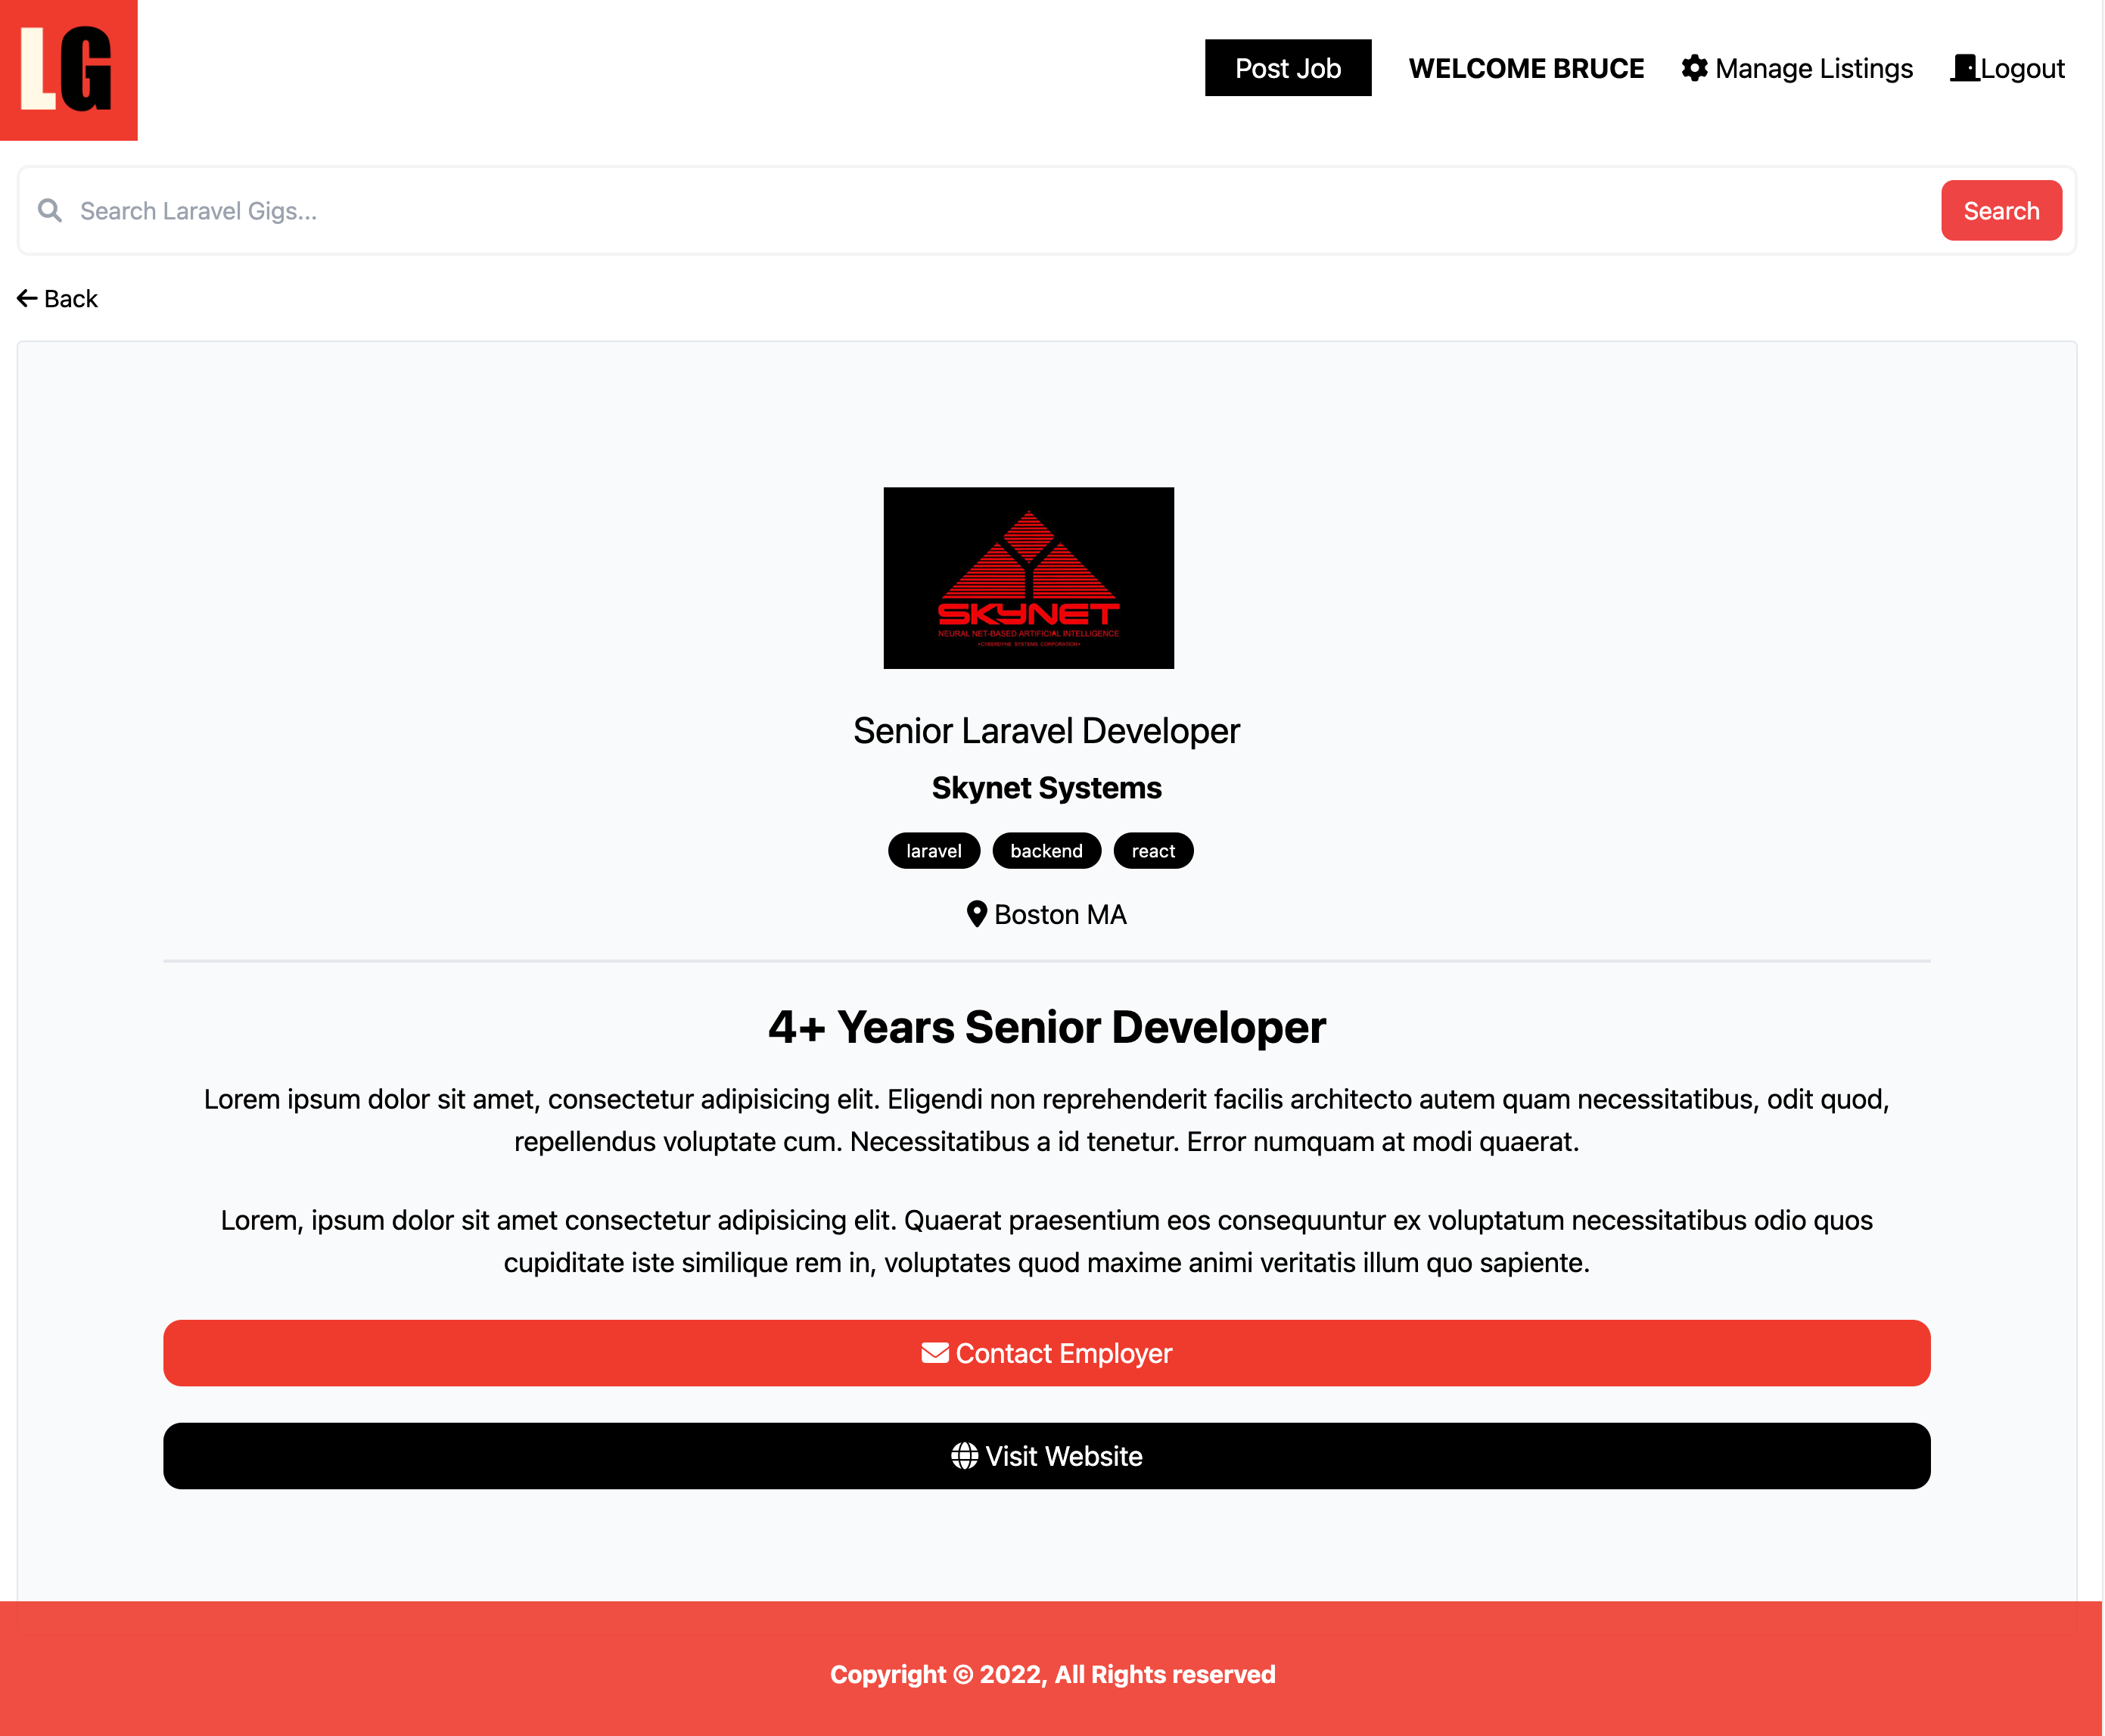 LG
Post Job
WELCOME BRUCE
Manage Listings
Logout
Search Laravel Gigs...
Search
Back
SKYNET
NEURAL NET-BASED ARTIFICIAL INTELLIGENCE
•CYBERDYNE SYSTEMS CORPORATION•
Senior Laravel Developer
Skynet Systems
laravel backend react
Boston MA
4+ Years Senior Developer
Lorem ipsum dolor sit amet, consectetur adipisicing elit. Eligendi non reprehenderit facilis architecto autem quam necessitatibus, odit quod,
repellendus voluptate cum. Necessitatibus a id tenetur. Error numquam at modi quaerat.
Lorem, ipsum dolor sit amet consectetur adipisicing elit. Quaerat praesentium eos consequuntur ex voluptatum necessitatibus odio quos
cupiditate iste similique rem in, voluptates quod maxime animi veritatis illum quo sapiente.
Contact Employer
Visit Website
Copyright © 2022, All Rights reserved